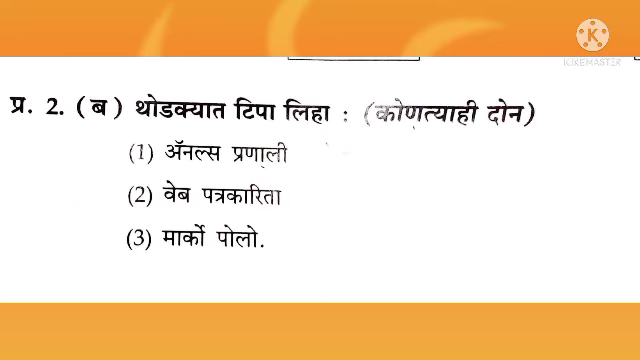 K
KINEMASTER
प्र. 2. (ब) थोडक्यात टिपा लिहा : (कोणत्याही दोन)
(1) ॲनल्स प्रणाली
(2) वेब पत्रकारिता
(3) मार्को पोलो.